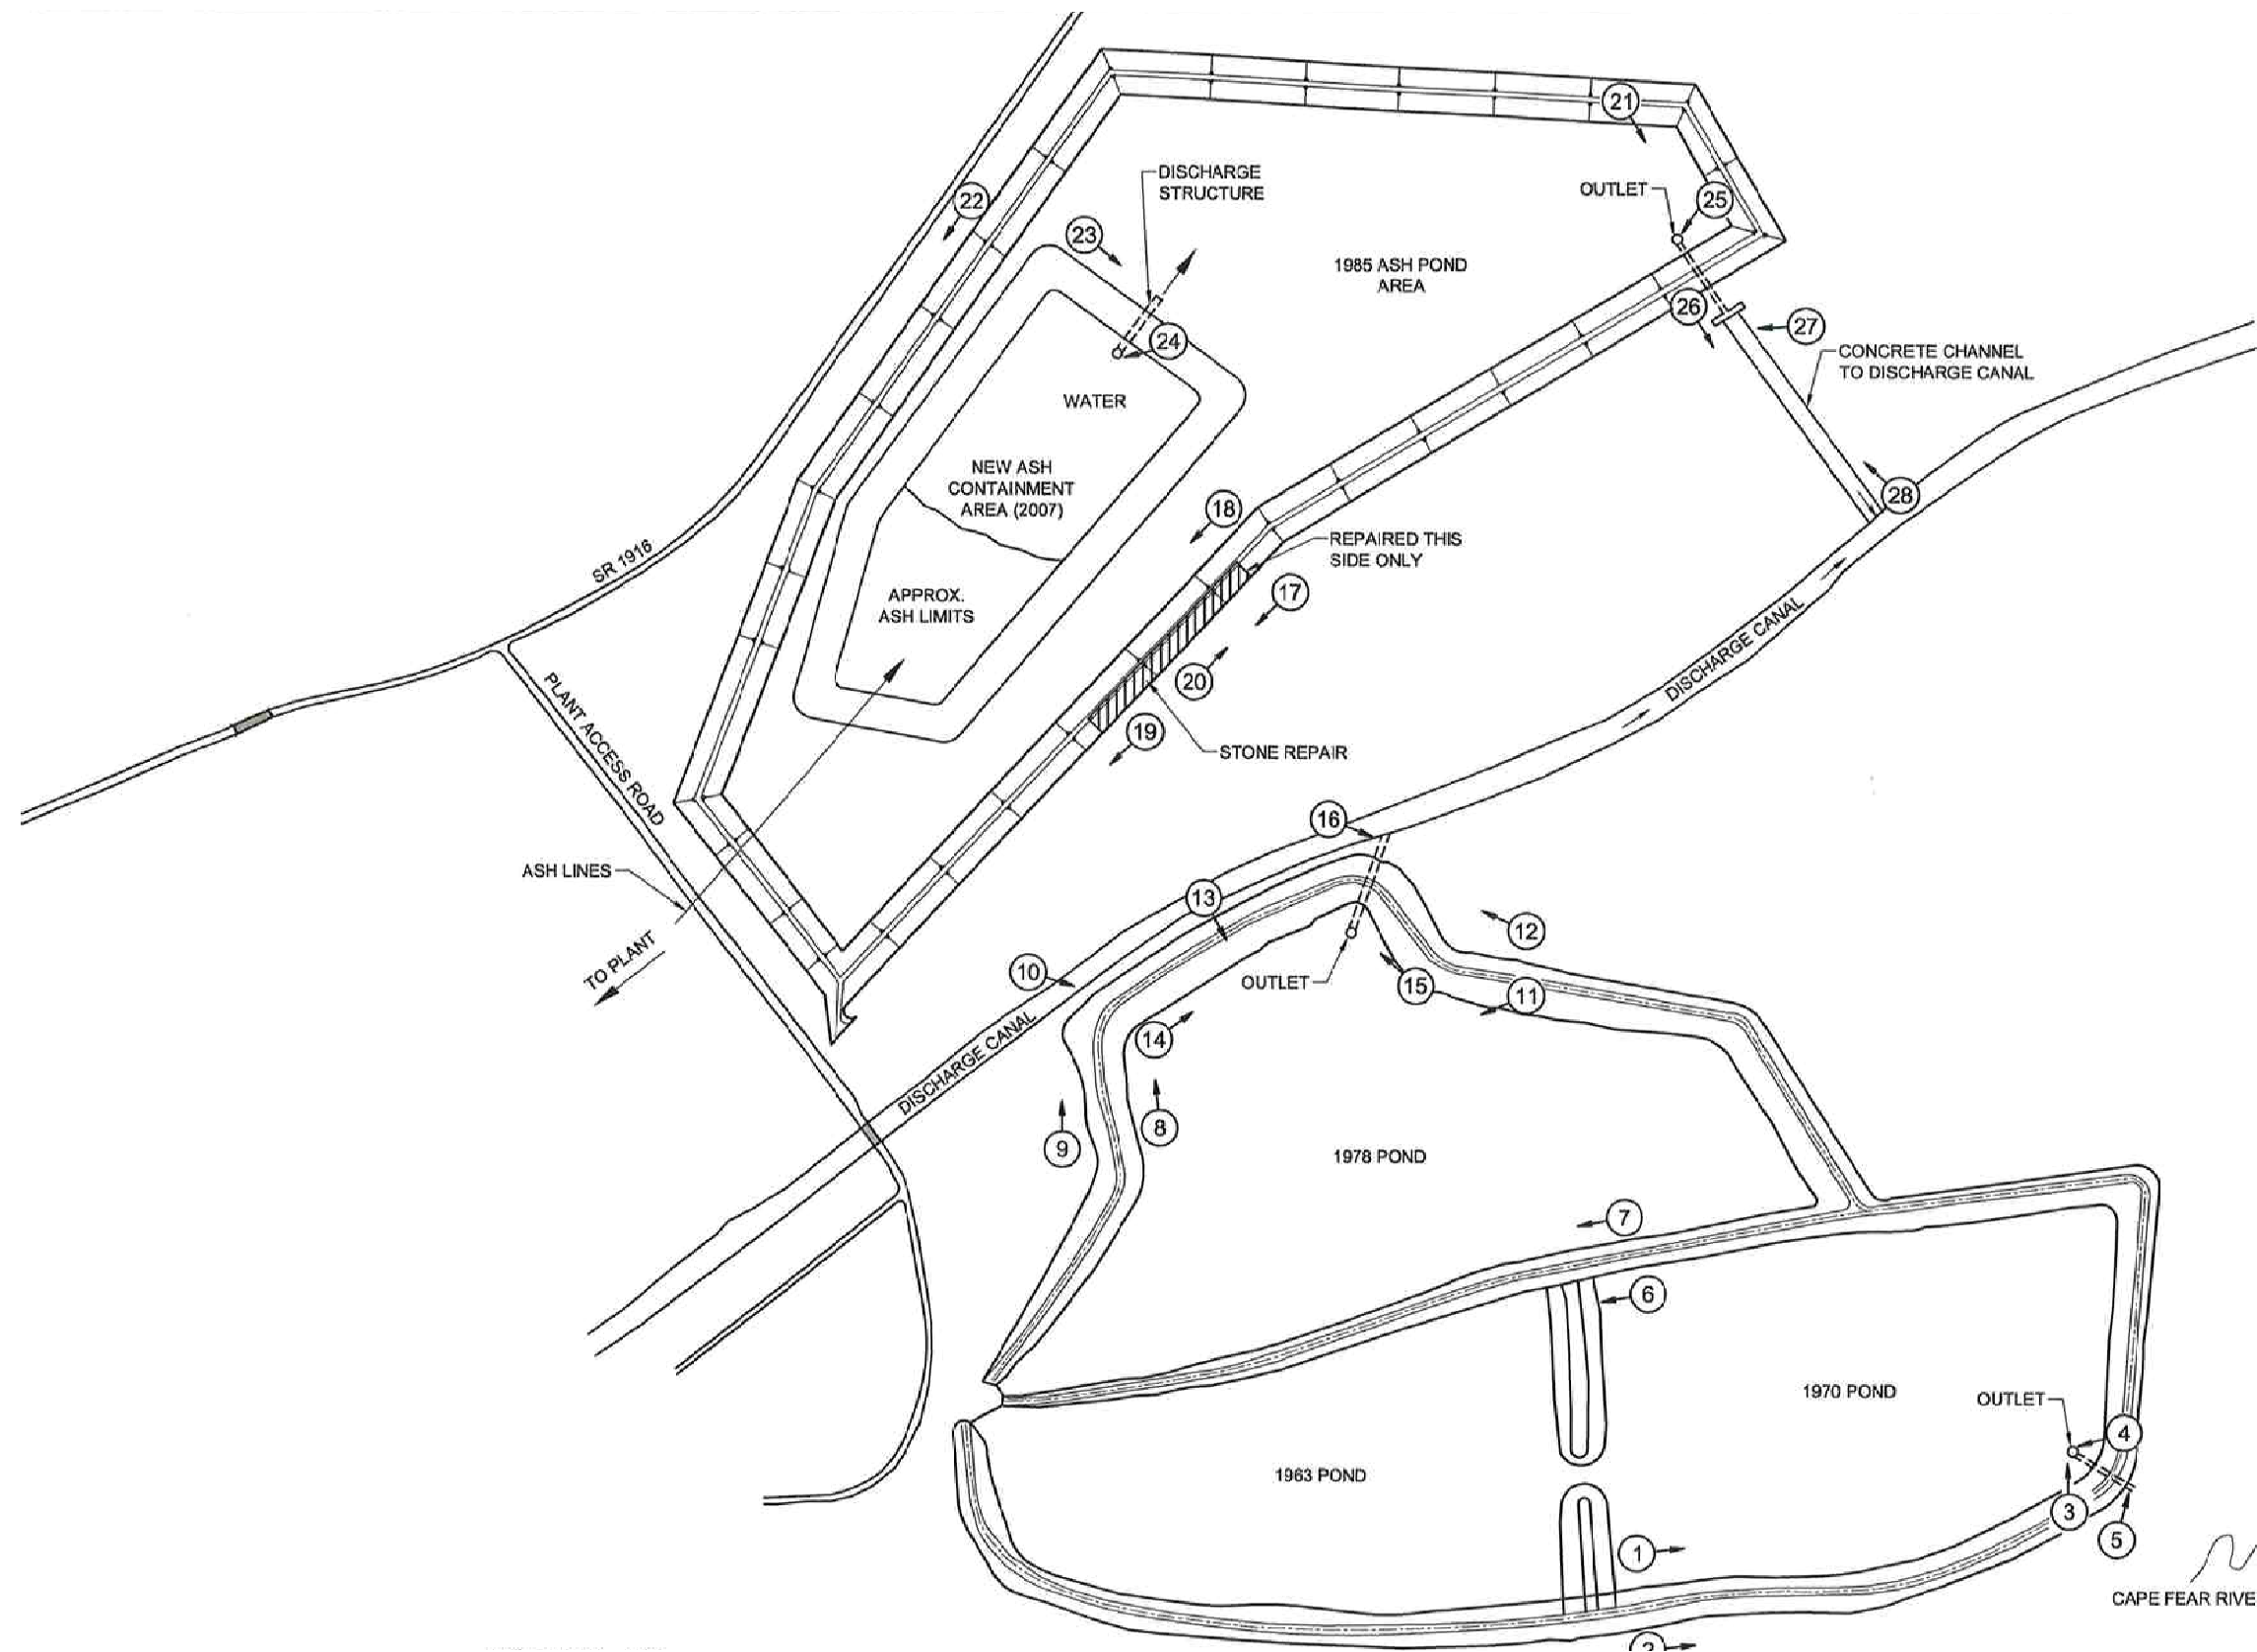 21
DISCHARGE
STRUCTURE
OUTLET
25
22
23
1985 ASH POND
AREA
26
27
24
CONCRETE CHANNEL
TO DISCHARGE CANAL
WATER
NEW ASH
CONTAINMENT
AREA (2007)
28
18
REPAIRED THIS
SIDE ONLY
SR 1916
APPROX.
ASH LIMITS
17
DISCHARGE CANAL
20
PLANT ACCESS ROAD
19
STONE REPAIR
16
ASH LINES
13
12
TO PLANT
10
OUTLET
15
11
14
DISCHARGE CANAL
8
9
1978 POND
7
6
1970 POND
OUTLET
4
1963 POND
3
5
1
CAPE FEAR RIVE
2